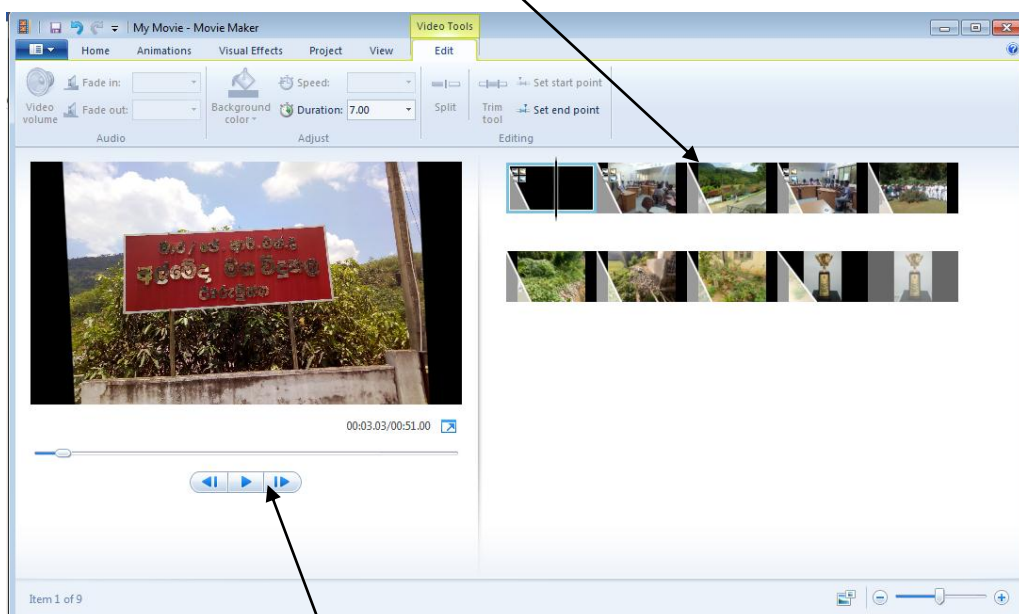 My Movie - Movie Maker
Video Tools
Home Animations Visual Effects Project View Edit
Fade in: Speed: Set start point
Video volume Fade out: Background color Duration: 7.00 Split Trim tool Set end point
Audio Adjust Editing
00:03.03/00:51.00
Item 1 of 9